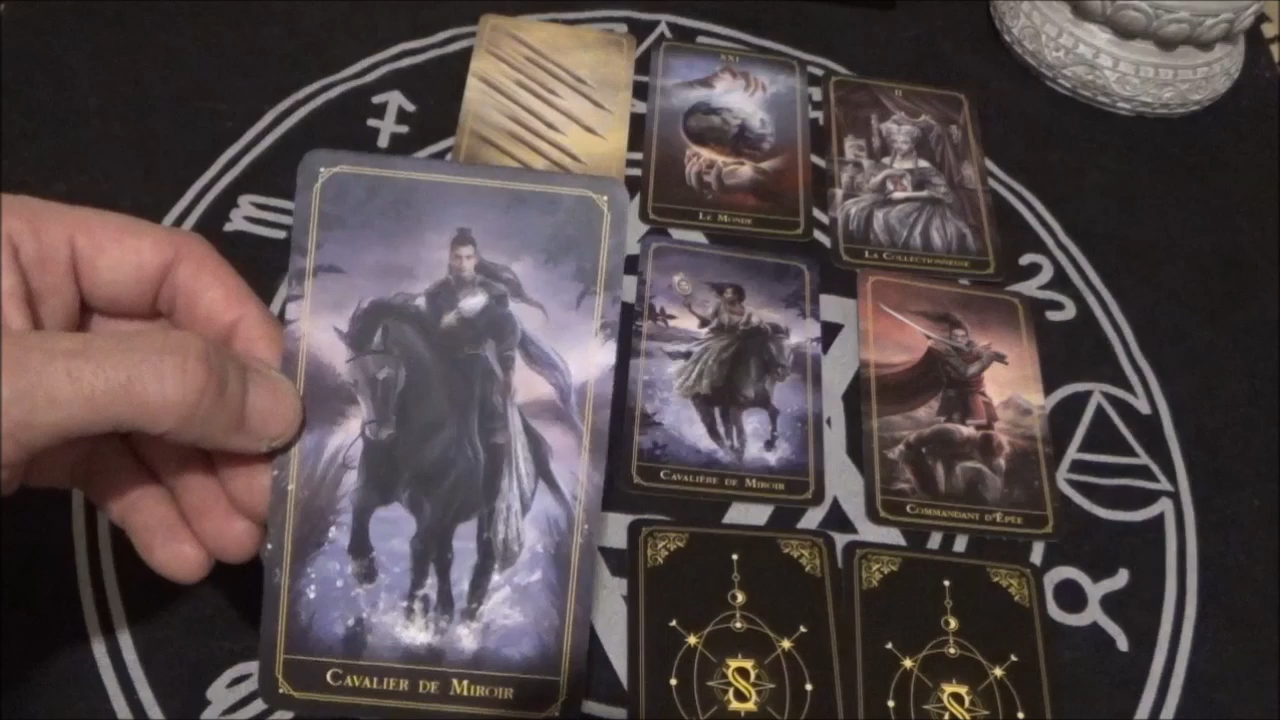 XXI
LE MONDE
II
LA COLLECTIONNEUSE
CAVALIÈRE DE MIROIR
COMMANDANT D'ÉPÉE
CAVALIER DE MIROIR
S
S